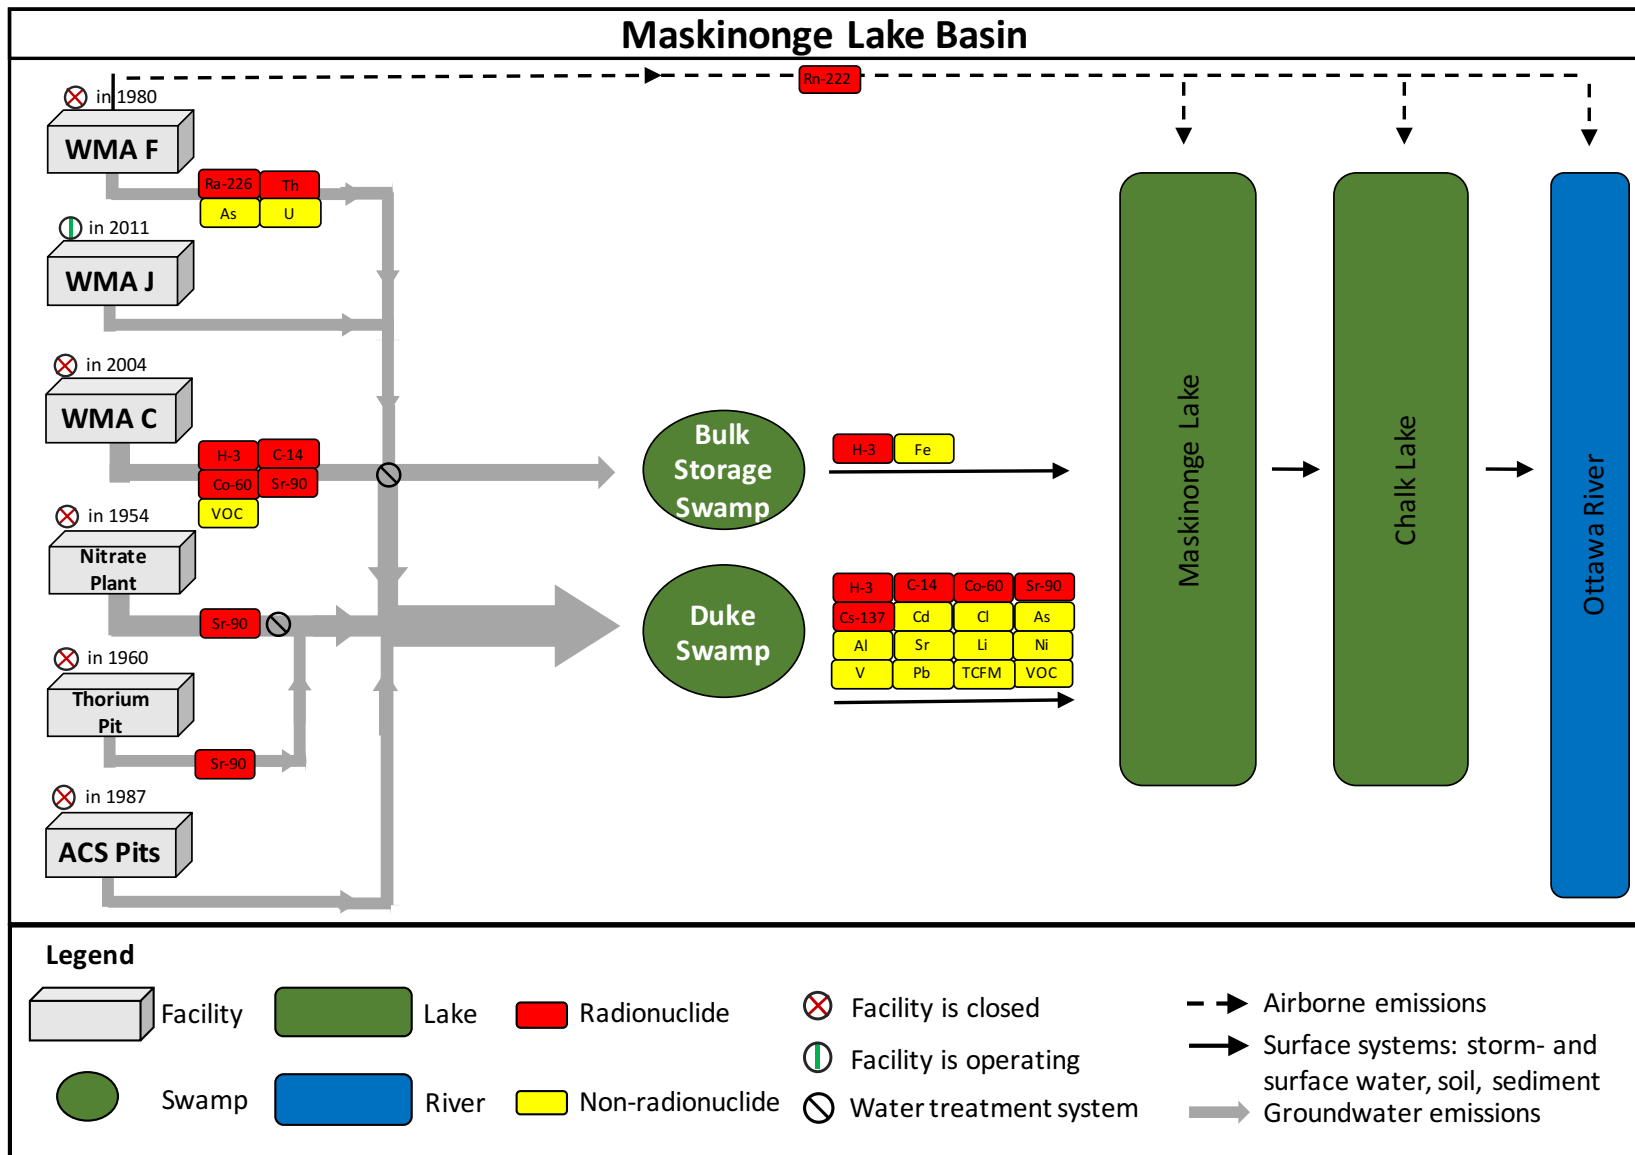 Maskinonge Lake Basin
Rn-222
in 1980
WMA F
Ra-226 Th
As U
in 2011
WMA J
in 2004
WMA C
H-3 C-14
Co-60 Sr-90
VOC
in 1954
Nitrate
Plant
Sr-90
in 1960
Thorium
Pit
Sr-90
in 1987
ACS Pits
Bulk
Storage
Swamp
H-3 Fe
Duke
Swamp
H-3 C-14 Co-60 Sr-90
Cs-137 Cd Cl As
Al Sr Li Ni
V Pb TCFM VOC
Maskinonge Lake
Chalk Lake
Ottawa River
Legend
Facility
Lake
Radionuclide
Facility is closed
Airborne emissions
Facility is operating
Surface systems: storm- and
surface water, soil, sediment
Swamp
River
Non-radionuclide
Water treatment system
Groundwater emissions